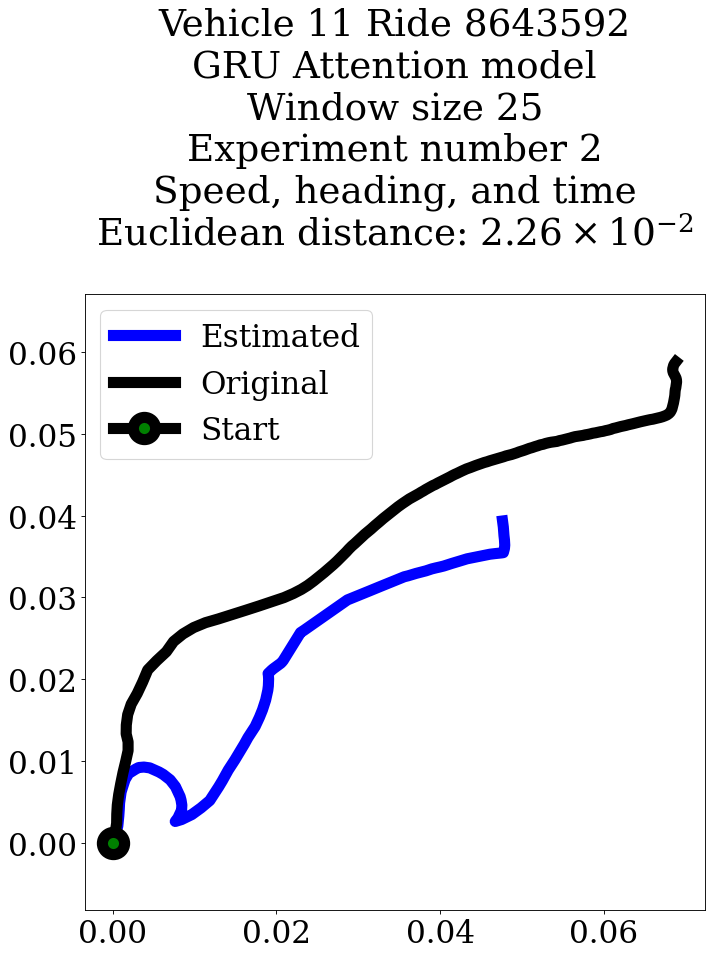 Vehicle 11 Ride 8643592
GRU Attention model
Window size 25
Experiment number 2
Speed, heading, and time
Euclidean distance: 2.26 × 10⁻²
Estimated
Original
Start
0.06
0.05
0.04
0.03
0.02
0.01
0.00
0.00 0.02 0.04 0.06